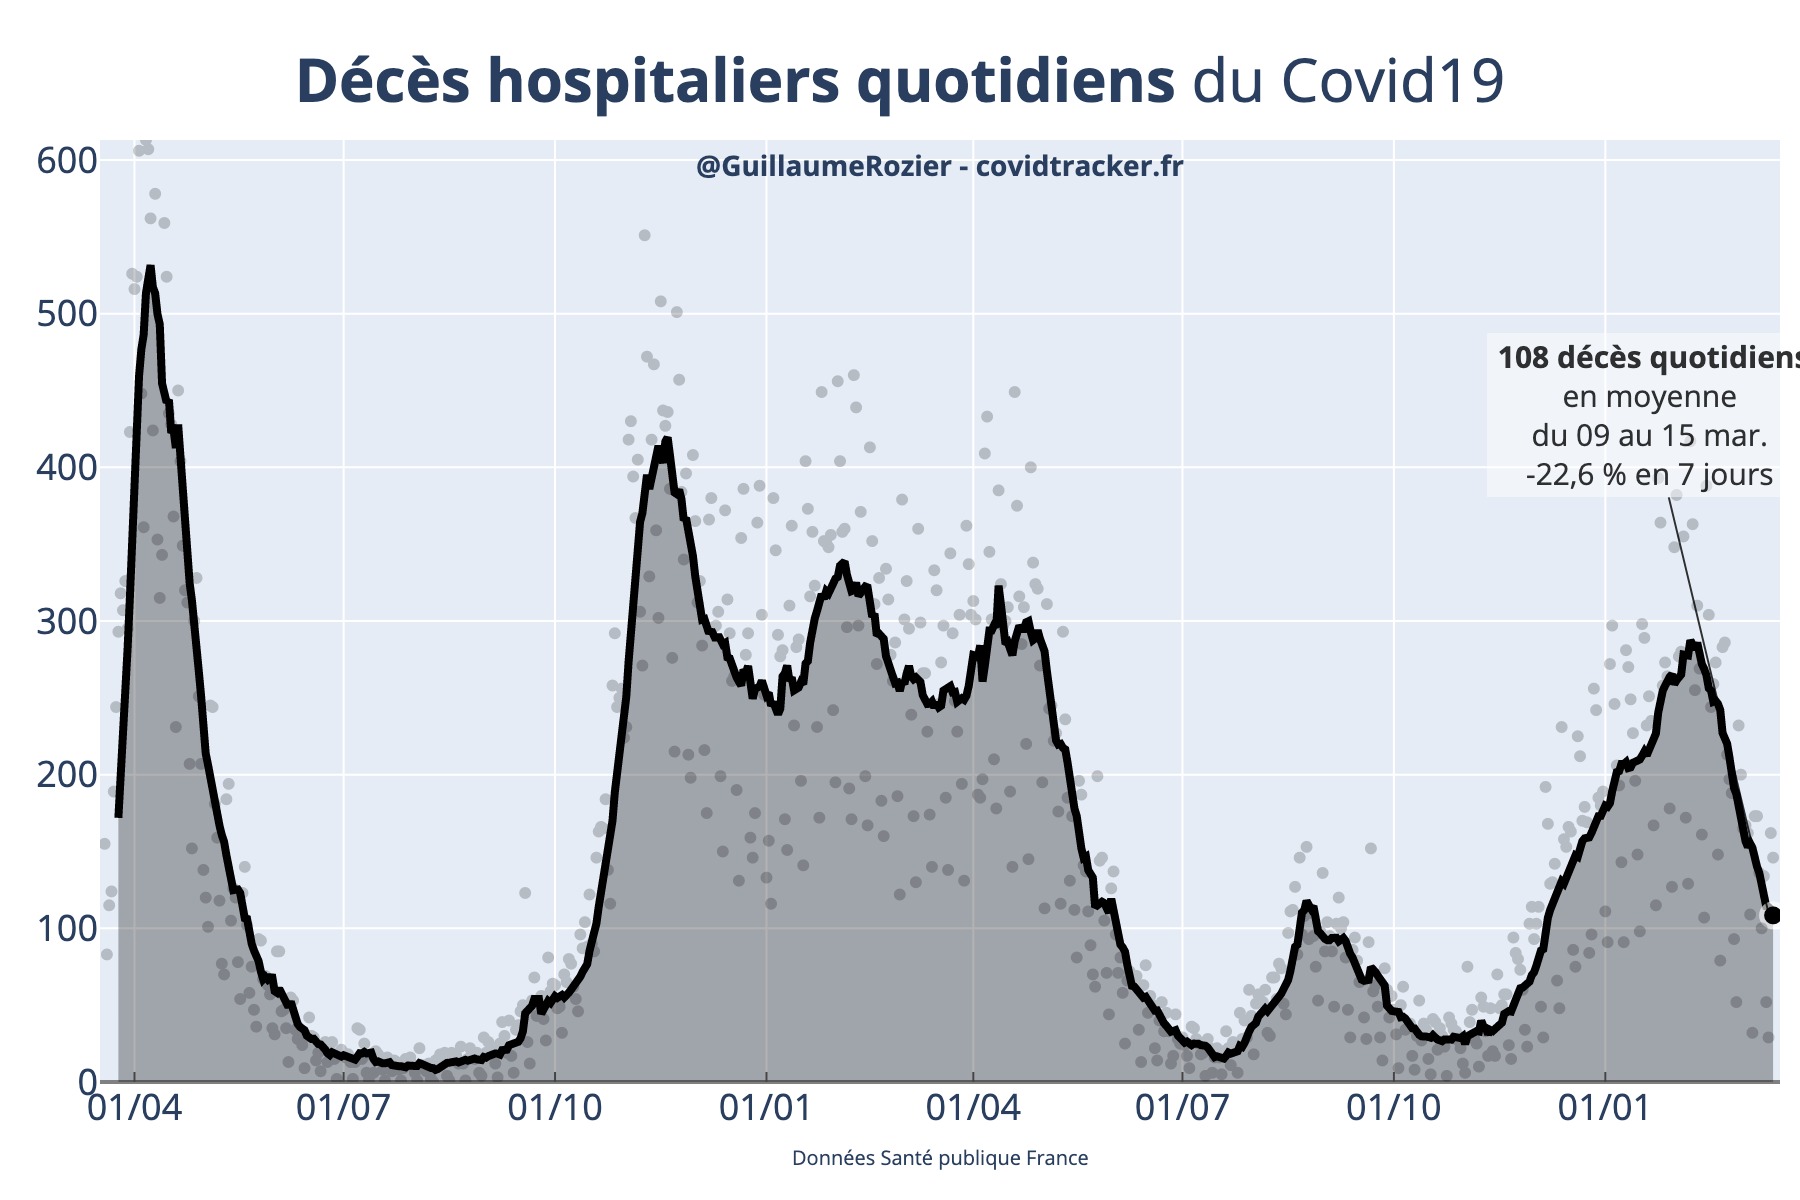 Décès hospitaliers quotidiens du Covid19
@GuillaumeRozier - covidtracker.fr
600
500
400
300
200
100
0
108 décès quotidiens
en moyenne
du 09 au 15 mar.
-22,6 % en 7 jours
01/04 01/07 01/10 01/01 01/04 01/07 01/10 01/01
Données Santé publique France